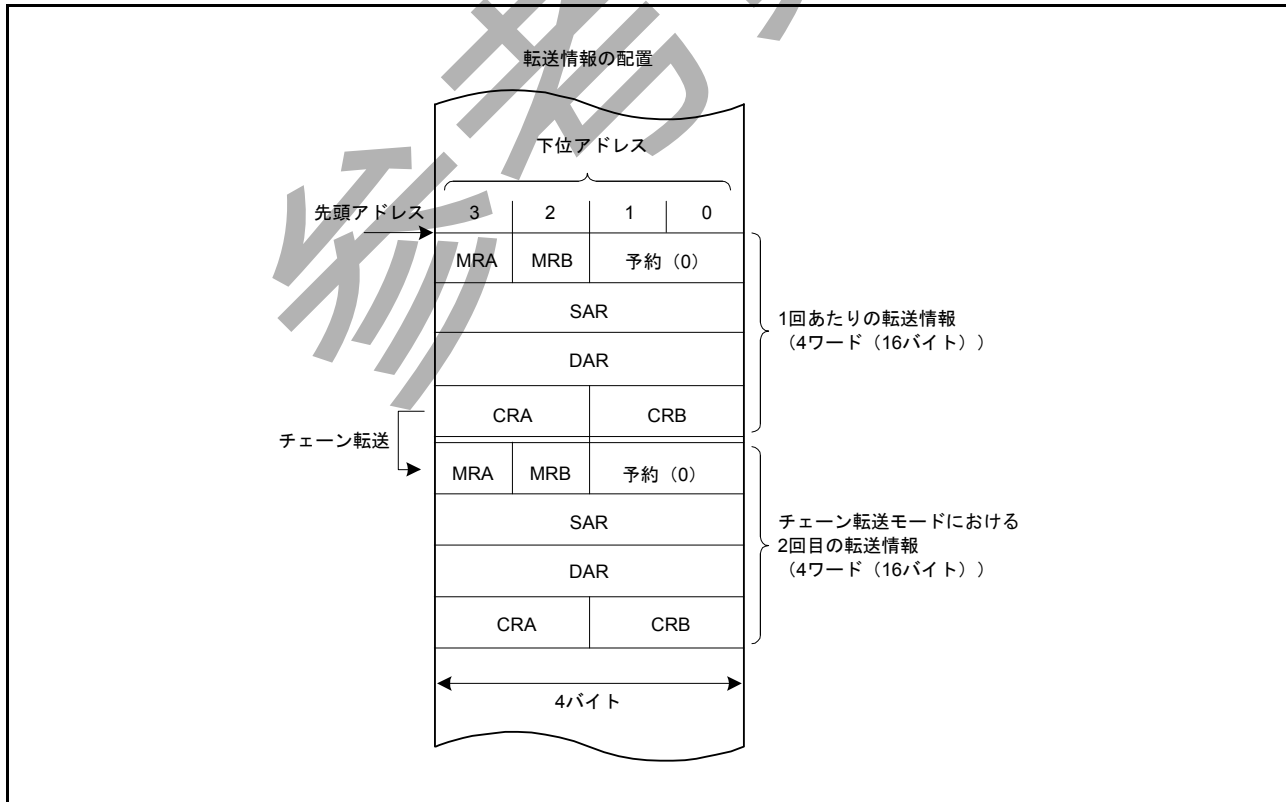 転送情報の配置
下位アドレス
先頭アドレス 3 2 1 0
MRA MRB 予約（0）
SAR
DAR
CRA CRB
1回あたりの転送情報
（4ワード（16バイト））
チェーン転送
MRA MRB 予約（0）
SAR
DAR
CRA CRB
チェーン転送モードにおける
2回目の転送情報
（4ワード（16バイト））
4バイト
参考